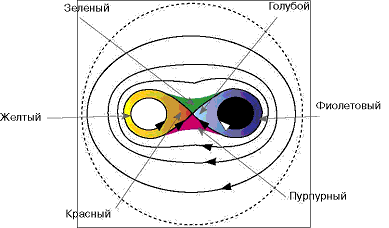 Зеленый
Голубой
Желтый
Фиолетовый
Пурпурный
Красный